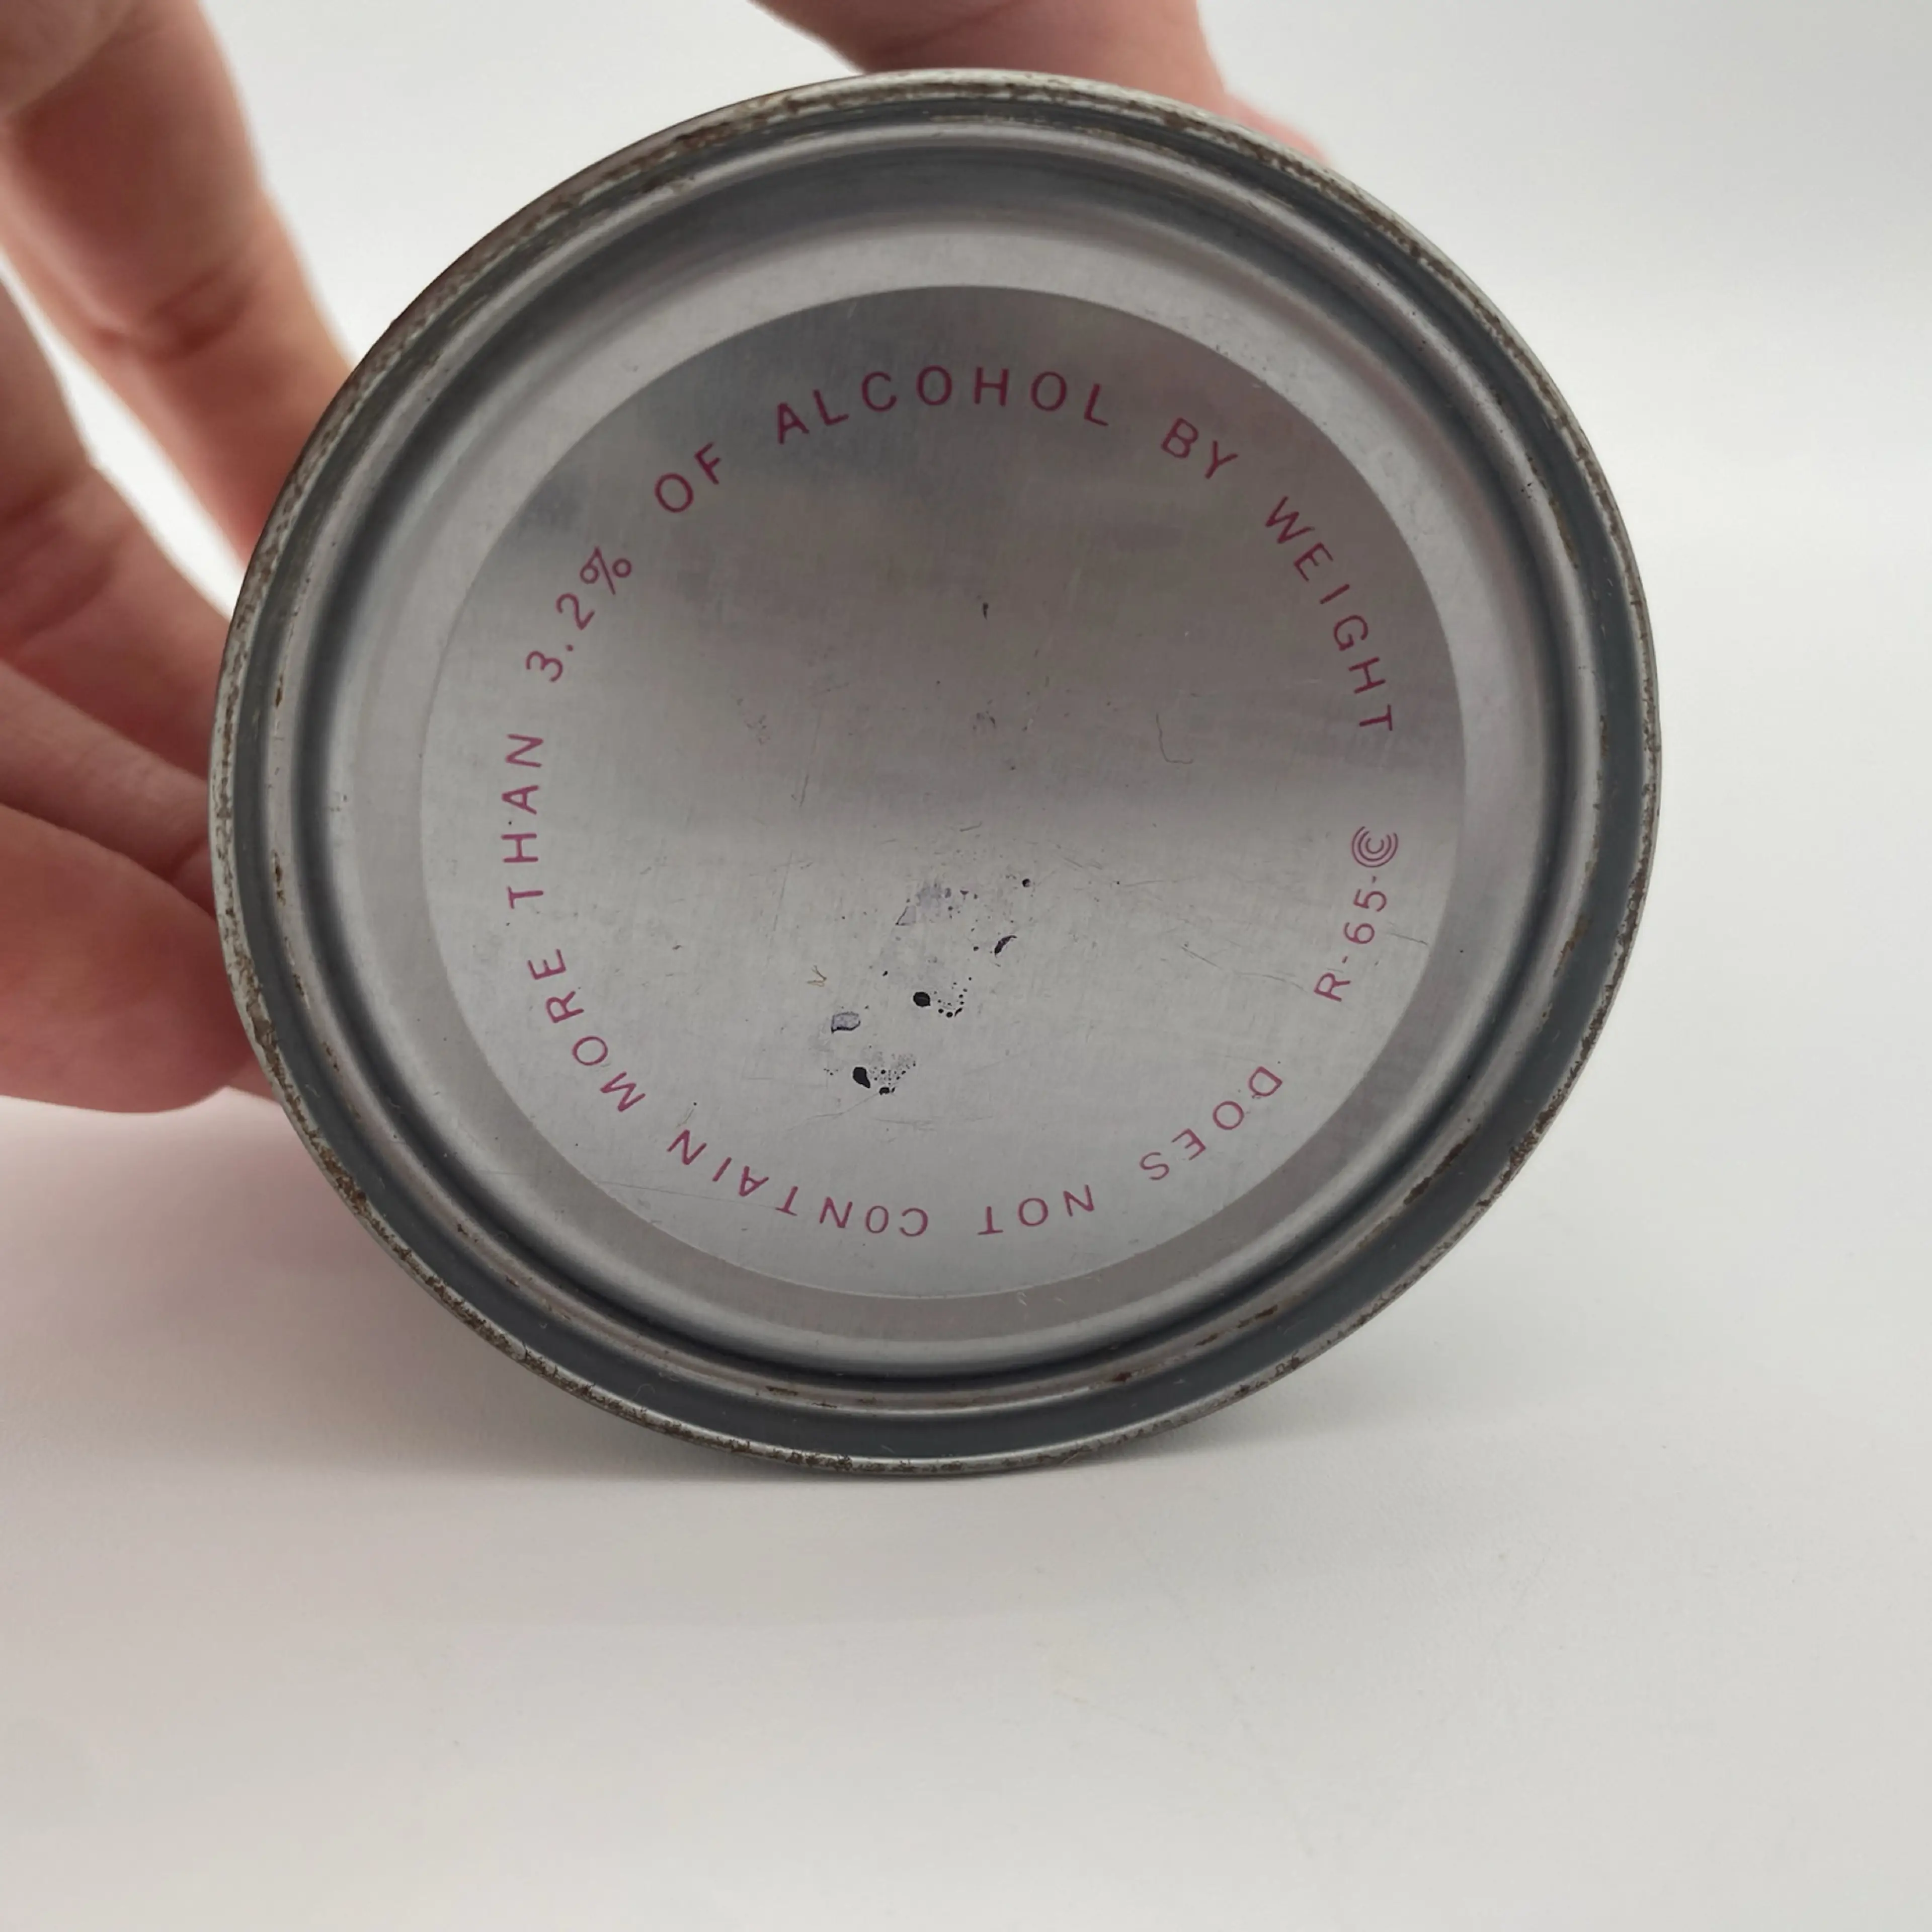 DOES NOT CONTAIN MORE THAN 3.2% OF ALCOHOL BY WEIGHT
R-65-C